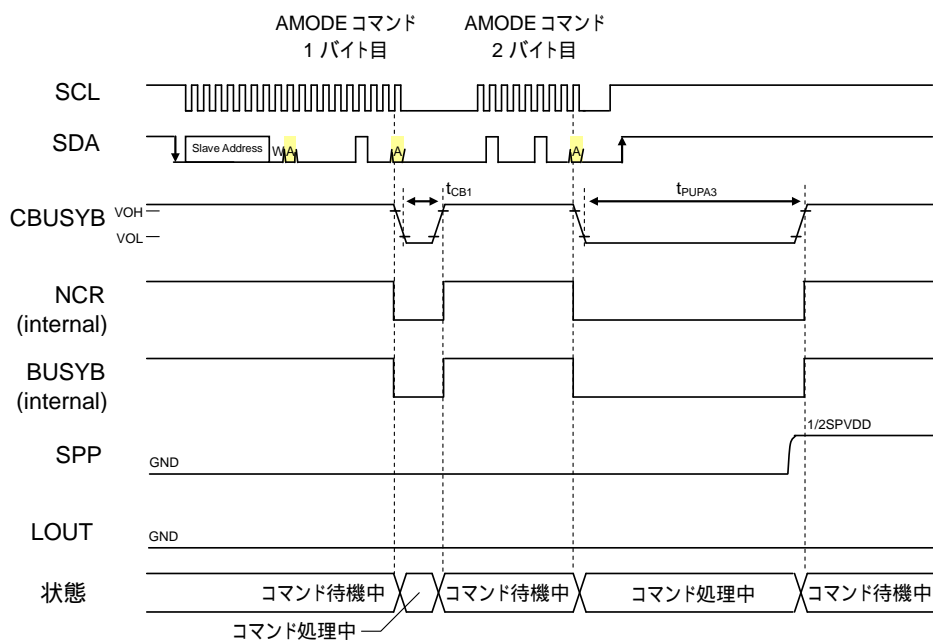 AMODE コマンド
1 バイト目
AMODE コマンド
2 バイト目
SCL
SDA
Slave Address
W
A
A
A
CBUSYB
VOH
VOL
tCB1
tPUPA3
NCR
(internal)
BUSYB
(internal)
SPP
GND
1/2SPVDD
LOUT
GND
状態
コマンド待機中
コマンド待機中
コマンド処理中
コマンド待機中
コマンド処理中